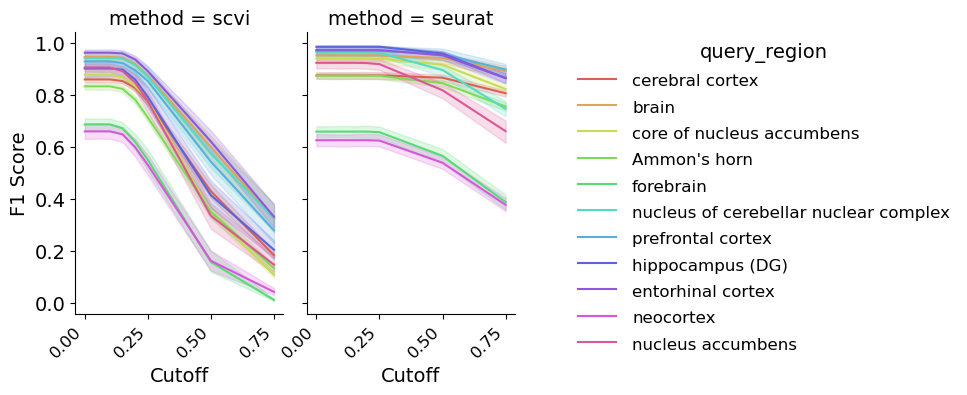 method = scvi
method = seurat
F1 Score
1.0
0.8
0.6
0.4
0.2
0.0
0.00
0.25
0.50
0.75
0.00
0.25
0.50
0.75
Cutoff
Cutoff
query_region
cerebral cortex
brain
core of nucleus accumbens
Ammon's horn
forebrain
nucleus of cerebellar nuclear complex
prefrontal cortex
hippocampus (DG)
entorhinal cortex
neocortex
nucleus accumbens